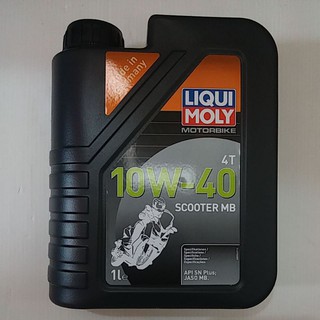 Made in
Germany
LIQUI
MOLY
MOTORBIKE
4T
10W-40
SCOOTER MB
1L
API SN Plus;
JASO MB.